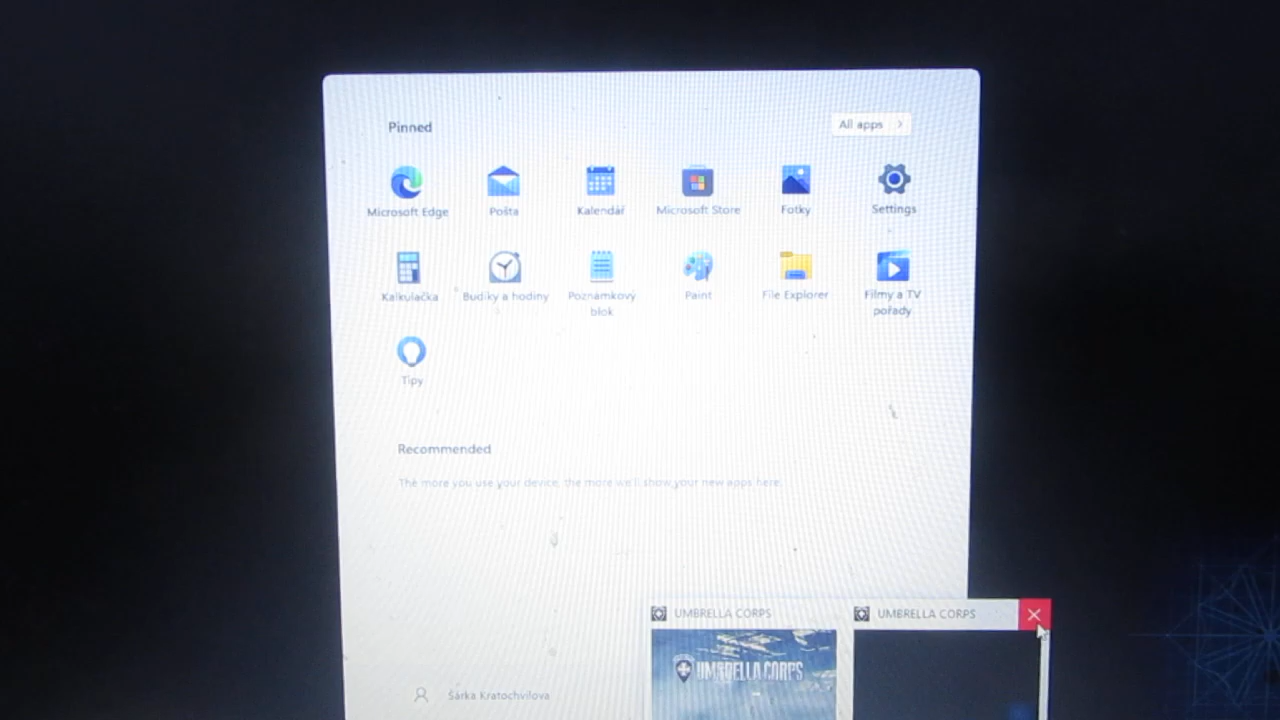 Pinned
All apps
Microsoft Edge
Pošta
Kalendář
Microsoft Store
Fotky
Settings
Kalkulačka
Budíky a hodiny
Poznámkový
blok
Paint
File Explorer
Filmy a TV
pořady
Tipy
Recommended
The more you use your device, the more we'll show your new apps here.
UMBRELLA CORPS
UMBRELLA CORPS
UMBRELLA CORPS
Šárka Kratochvílová